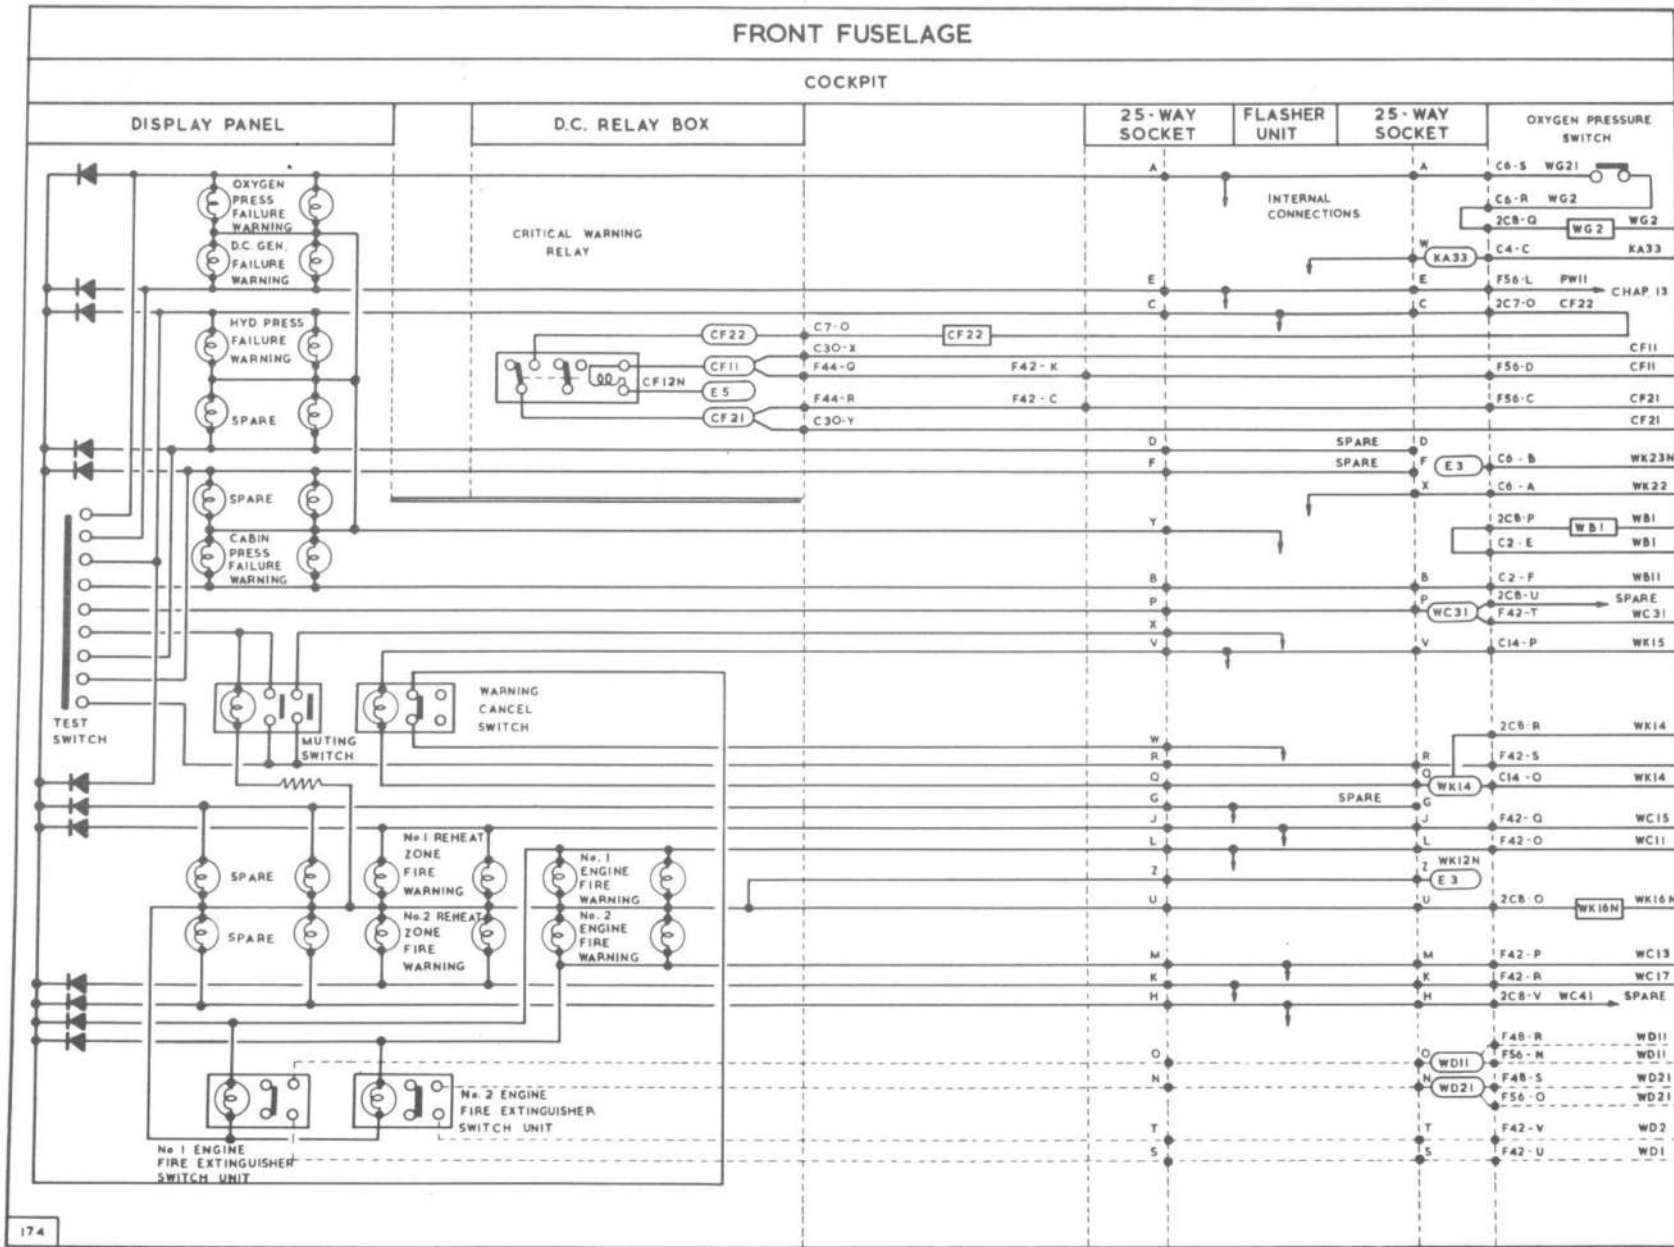 FRONT FUSELAGE
COCKPIT
DISPLAY PANEL
D.C. RELAY BOX
25-WAY
SOCKET
FLASHER
UNIT
25-WAY
SOCKET
OXYGEN PRESSURE
SWITCH
OXYGEN
PRESS
FAILURE
WARNING
D.C. GEN.
FAILURE
WARNING
HYD PRESS
FAILURE
WARNING
SPARE
SPARE
CABIN
PRESS
FAILURE
WARNING
TEST
SWITCH
MUTING
SWITCH
WARNING
CANCEL
SWITCH
SPARE
SPARE
No.1 REHEAT
ZONE
FIRE
WARNING
No.2 REHEAT
ZONE
FIRE
WARNING
No. 1
ENGINE
FIRE
WARNING
No. 2
ENGINE
FIRE
WARNING
No 1 ENGINE
FIRE EXTINGUISHER
SWITCH UNIT
No. 2 ENGINE
FIRE EXTINGUISHER
SWITCH UNIT
CRITICAL WARNING
RELAY
CF22
CF11
CF12N
E5
CF21
C7-O
CF22
C30-X
F44-Q
F42-K
F44-R
F42-C
C30-Y
INTERNAL
CONNECTIONS
A
E
C
D
F
Y
B
P
X
V
W
R
Q
G
J
L
Z
U
M
K
H
O
N
T
S
A
C6-S WG21
C6-R WG2
2C8-Q WG2 WG2
W KA33 C4-C KA33
E F56-L PW11 CHAP. 13
C 2C7-O CF22
CF11
F56-D CF11
F56-C CF21
CF21
SPARE D
SPARE F E3 C6-B WK23N
X C6-A WK22
2C8-P WB1 WB1
C2-E WB1
B C2-F WB11
P WC31 2C8-U SPARE
F42-T WC31
V C14-P WK15
2C8-R WK14
R F42-S
Q WK14 C14-O WK14
SPARE G
J F42-Q WC15
L F42-O WC11
Z WK12N
E3
U 2C8-O WK16N WK16N
M F42-P WC13
K F42-R WC17
H 2C8-V WC41 SPARE
F48-R WD11
O WD11 F56-N WD11
N WD21 F48-S WD21
F56-O WD21
T F42-V WD2
S F42-U WD1
174